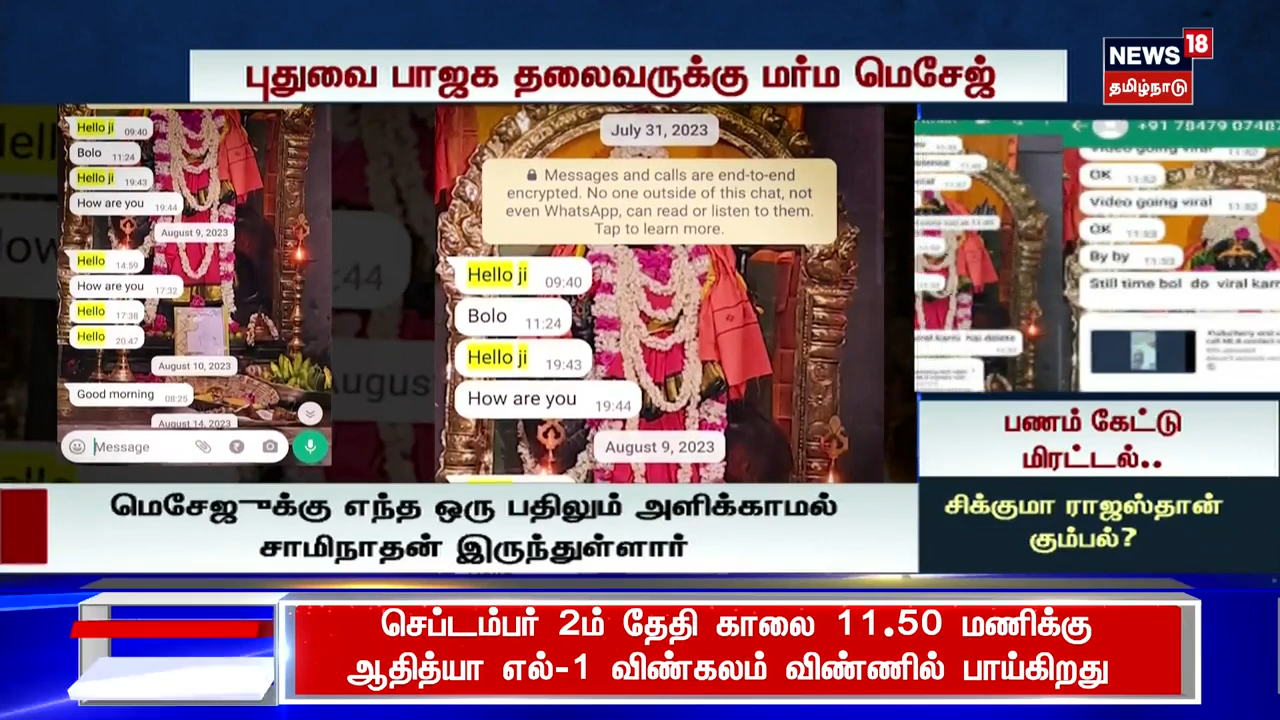 புதுவை பாஜக தலைவருக்கு மர்ம மெசேஜ்
NEWS 18
தமிழ்நாடு
Hello ji 09:40
Bolo 11:24
Hello ji 19:43
How are you 19:44
August 9, 2023
Hello 14:59
How are you 17:32
Hello 17:38
Hello 20:47
August 10, 2023
Good morning 08:25
August 14, 2023
Message
July 31, 2023
Messages and calls are end-to-end
encrypted. No one outside of this chat, not
even WhatsApp, can read or listen to them.
Tap to learn more.
Hello ji 09:40
Bolo 11:24
Hello ji 19:43
How are you 19:44
August 9, 2023
Video going viral
OK
Video going viral
OK
By by
Still time bol do viral
மெசேஜுக்கு எந்த ஒரு பதிலும் அளிக்காமல்
சாமிநாதன் இருந்துள்ளார்
பணம் கேட்டு
மிரட்டல்..
சிக்குமா ராஜஸ்தான்
கும்பல்?
செப்டம்பர் 2ம் தேதி காலை 11.50 மணிக்கு
ஆதித்யா எல்-1 விண்கலம் விண்ணில் பாய்கிறது